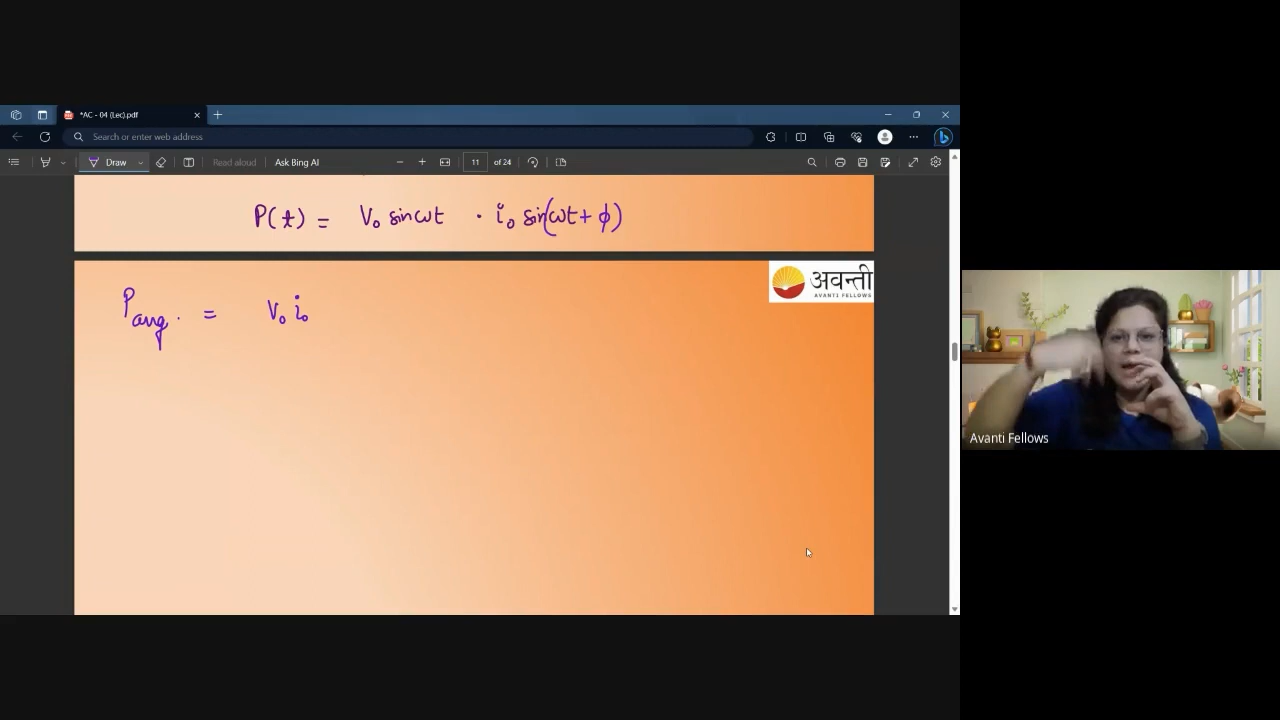 *AC - 04 (Lec).pdf
Search or enter web address
Draw
Read aloud
Ask Bing AI
11 of 24
P(t) = V₀ sinωt · i₀ sin(ωt + ϕ)
अवन्ती
AVANTI FELLOWS
Pavg. = V₀ i₀
Avanti Fellows